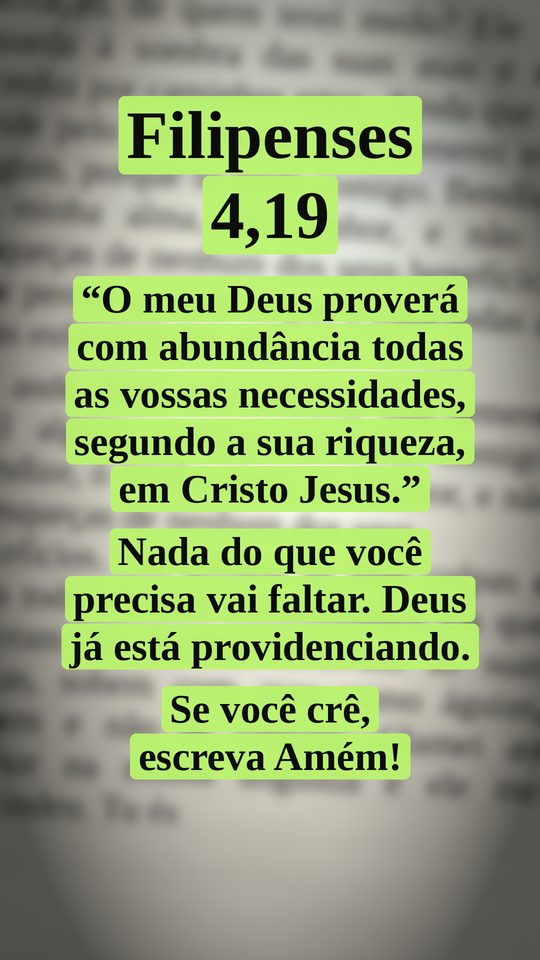 Filipenses
4,19
“O meu Deus proverá
com abundância todas
as vossas necessidades,
segundo a sua riqueza,
em Cristo Jesus.”
Nada do que você
precisa vai faltar. Deus
já está providenciando.
Se você crê,
escreva Amém!